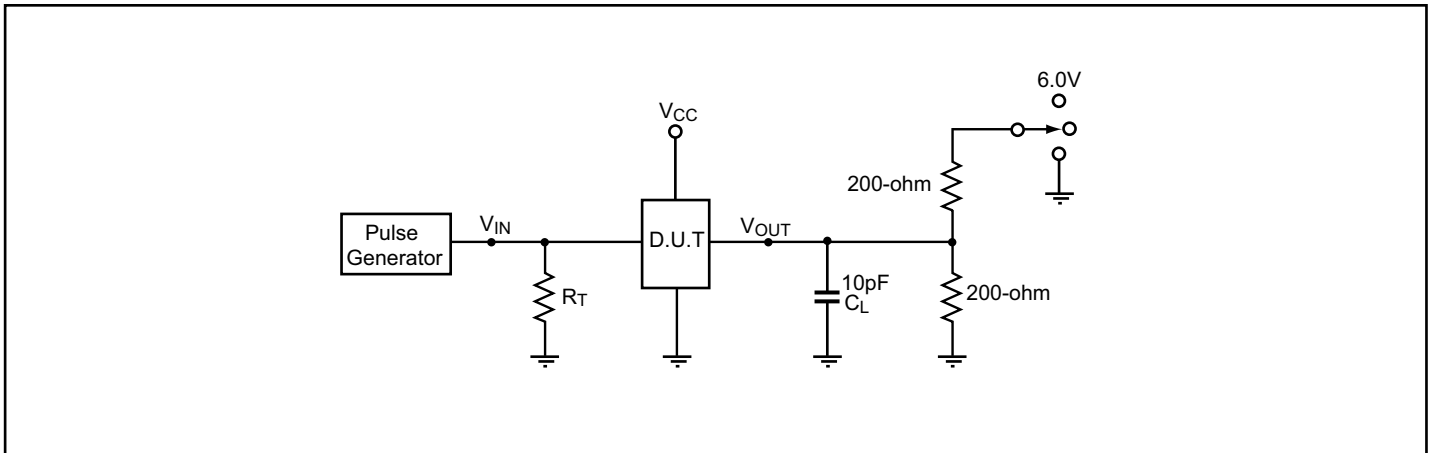 6.0V
VCC
200-ohm
Pulse
Generator
VIN
D.U.T
VOUT
RT
10pF
CL
200-ohm